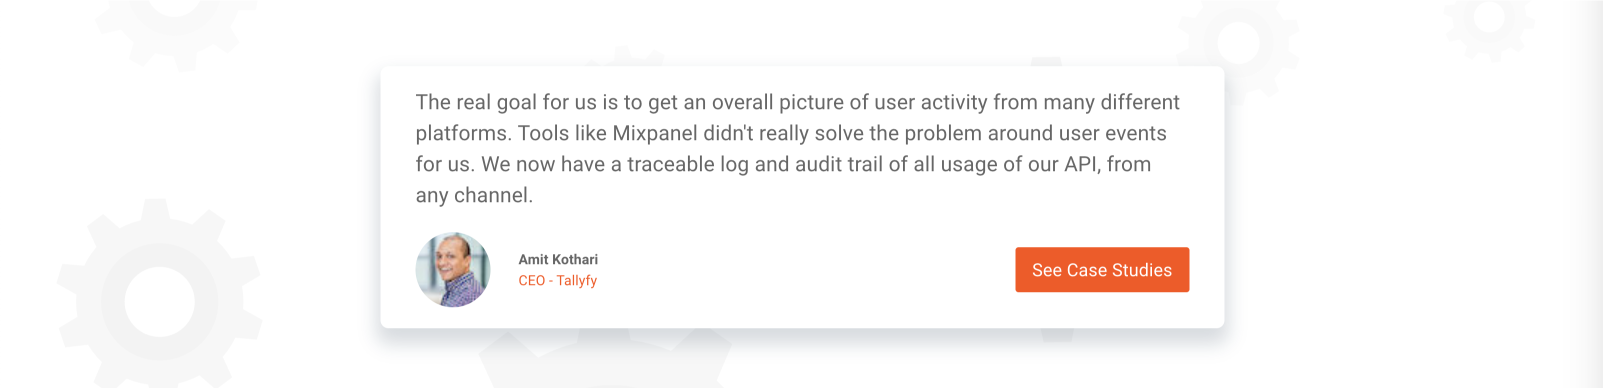 The real goal for us is to get an overall picture of user activity from many different
platforms. Tools like Mixpanel didn't really solve the problem around user events
for us. We now have a traceable log and audit trail of all usage of our API, from
any channel.
Amit Kothari
CEO - Tallyfy
See Case Studies